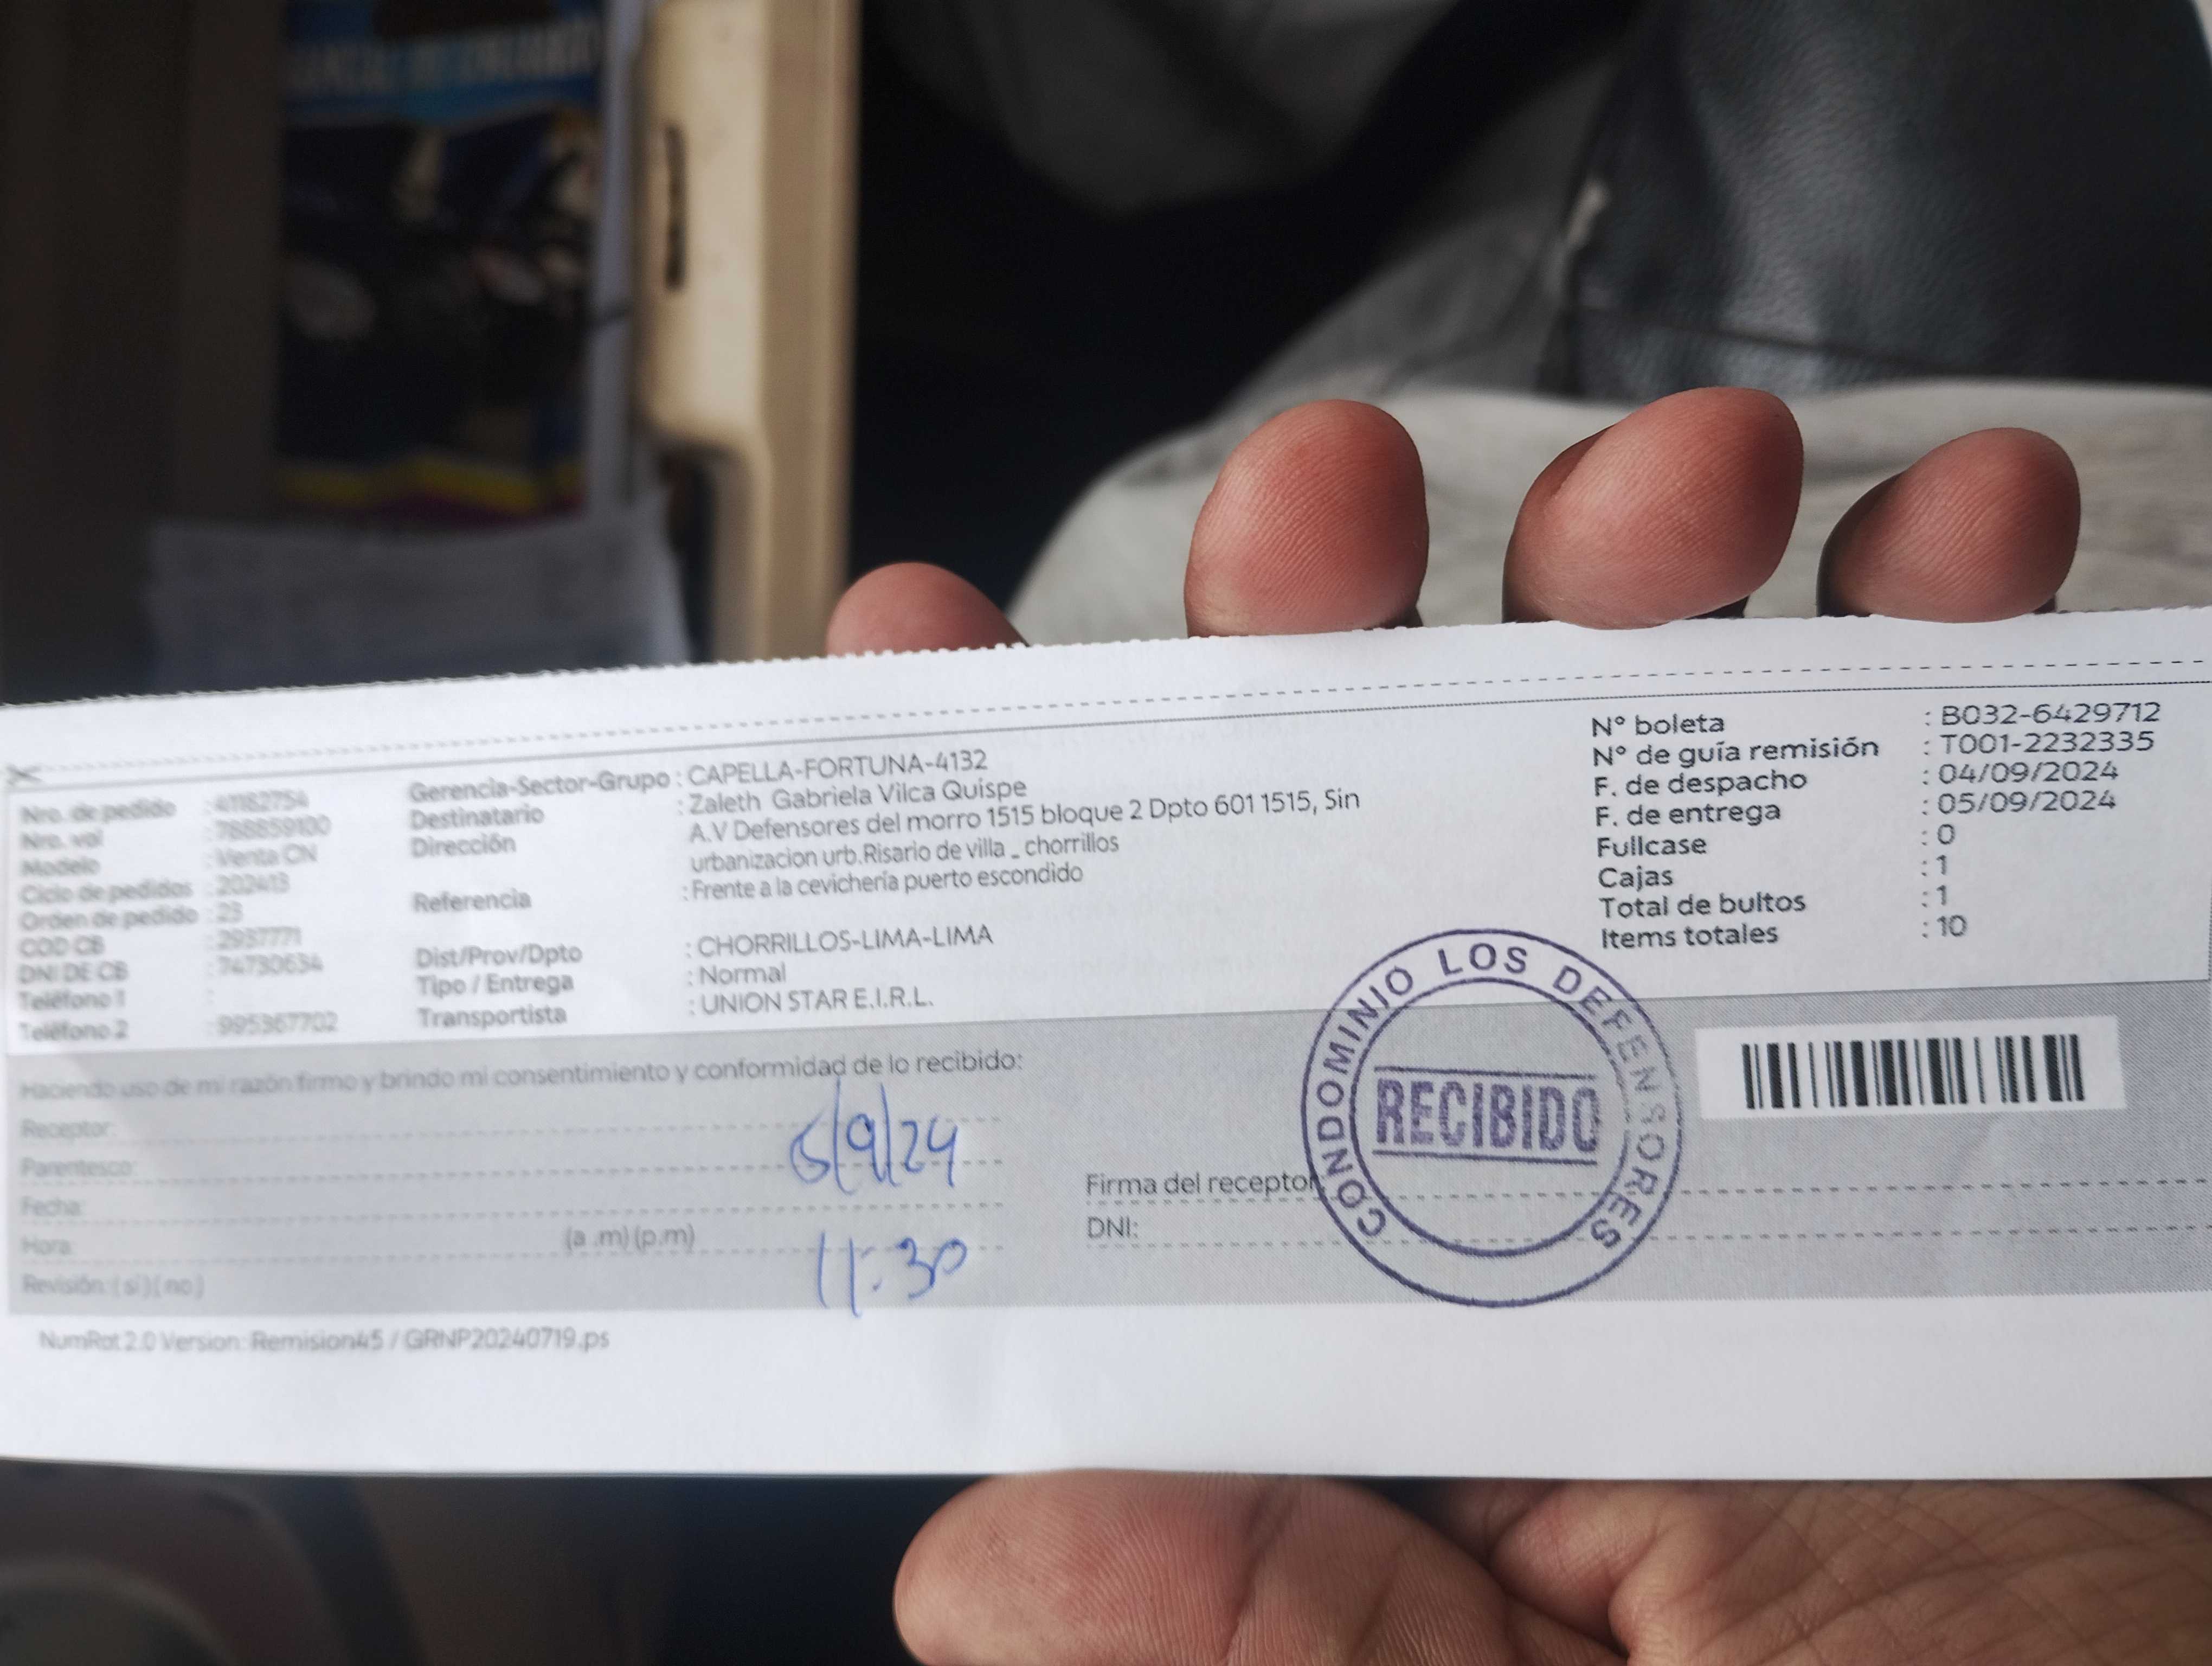 Nro. de pedido : 41182754
Nro. val : 788859100
Modelo : Venta CN
Ciclo de pedidos : 202413
Orden de pedido : 23
COD CB : 2937771
DNI DE CB : 74730634
Teléfono 1 :
Teléfono 2 : 995367702
Gerencia-Sector-Grupo : CAPELLA-FORTUNA-4132
Destinatario : Zaleth Gabriela Vilca Quispe
Dirección A.V Defensores del morro 1515 bloque 2 Dpto 601 1515, Sin
urbanizacion urb.Risario de villa _ chorrillos
Referencia : Frente a la cevichería puerto escondido
Dist/Prov/Dpto : CHORRILLOS-LIMA-LIMA
Tipo / Entrega : Normal
Transportista : UNION STAR E.I.R.L.
N° boleta : B032-6429712
N° de guía remisión : T001-2232335
F. de despacho : 04/09/2024
F. de entrega : 05/09/2024
Fullcase : 0
Cajas : 1
Total de bultos : 1
Items totales : 10
Haciendo uso de mi razón firmo y brindo mi consentimiento y conformidad de lo recibido:
Receptor:
Parentesco:
Fecha: 5/9/24
Hora: (a .m) (p.m) 11:30
Revisión: ( si ) ( no )
Firma del receptor
DNI:
CONDOMINIO LOS DEFENSORES
RECIBIDO
NumRot 2.0 Version: Remision45 / GRNP20240719.ps